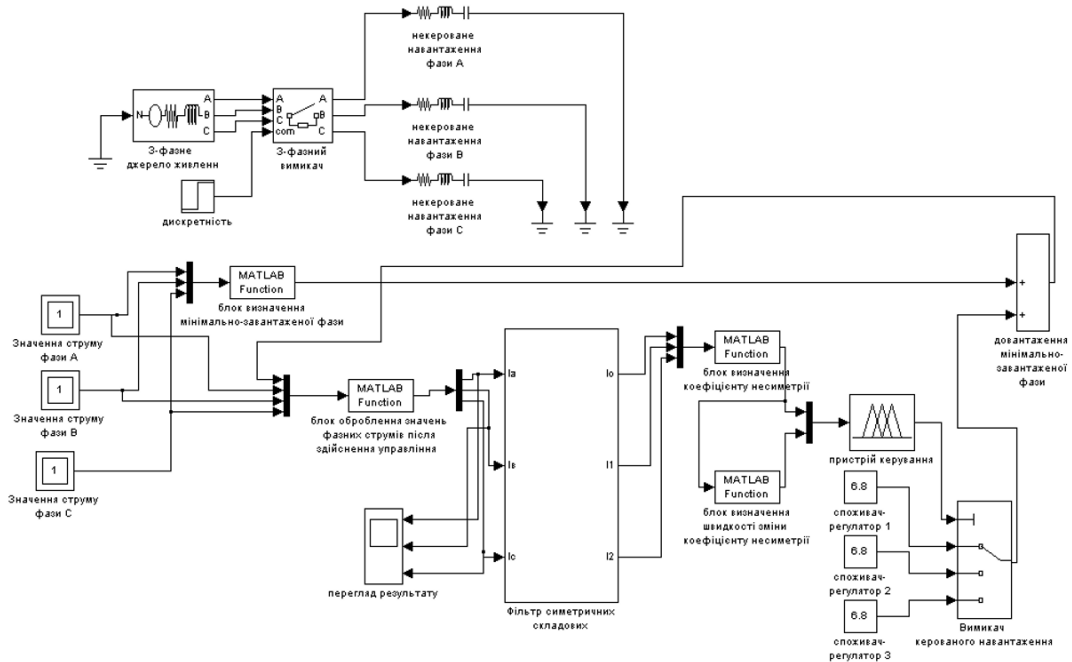 некероване
навантаження
фази А
A
N
B
C
A
B
C
com
A
B
C
3-фазне
джерело живленн
3-фазний
вимикач
некероване
навантаження
фази В
некероване
навантаження
фази С
дискретність
MATLAB
Function
блок визначення
мінімально-завантаженої фази
1
Значення струму
фази А
1
Значення струму
фази В
1
Значення струму
фази С
MATLAB
Function
блок оброблення значень
фазних струмів після
здійснення управління
перегляд результату
Ia
Iв
Ic
Io
I1
I2
Фільтр симетричних
складових
MATLAB
Function
блок визначення
коефіцієнту несиметрії
MATLAB
Function
блок визначення
швидкості зміни
коефіцієнту несиметрії
пристрій керування
+
+
довантаження
мінімально-
завантаженої
фази
6.8
споживач-
регулятор 1
6.8
споживач-
регулятор 2
6.8
споживач-
регулятор 3
Вимикач
керованого навантаження